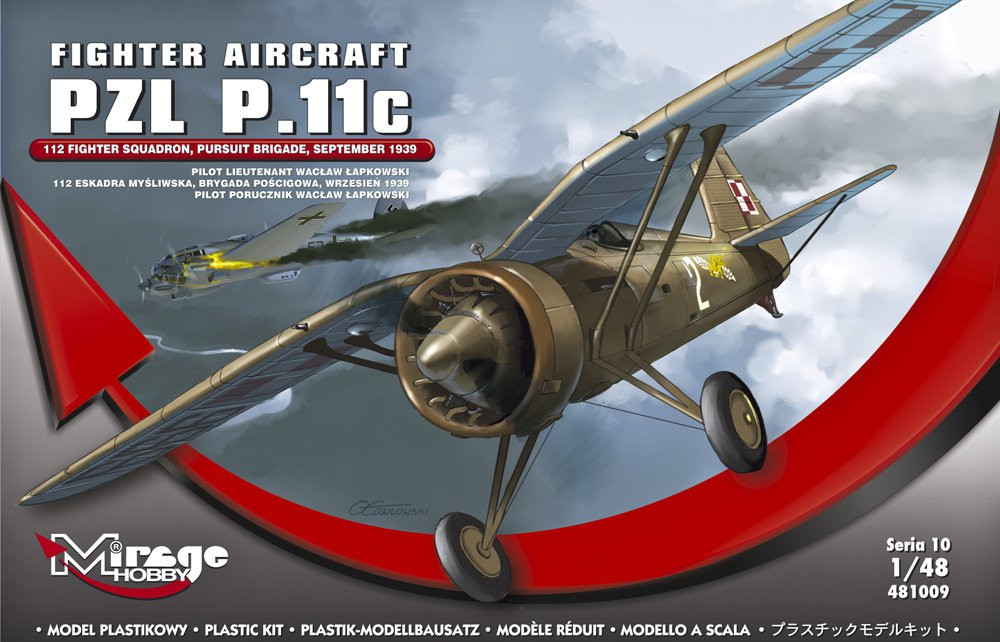 FIGHTER AIRCRAFT
PZL P.11c
112 FIGHTER SQUADRON, PURSUIT BRIGADE, SEPTEMBER 1939
PILOT LIEUTENANT WACŁAW ŁAPKOWSKI
112 ESKADRA MYŚLIWSKA, BRYGADA POŚCIGOWA, WRZESIEŃ 1939
PILOT PORUCZNIK WACŁAW ŁAPKOWSKI
2
Mirage®
HOBBY
Seria 10
1/48
481009
• MODEL PLASTIKOWY • PLASTIC KIT • PLASTIK-MODELLBAUSATZ • MODÈLE RÉDUIT • MODELLO A SCALA • プラスチックモデルキット •